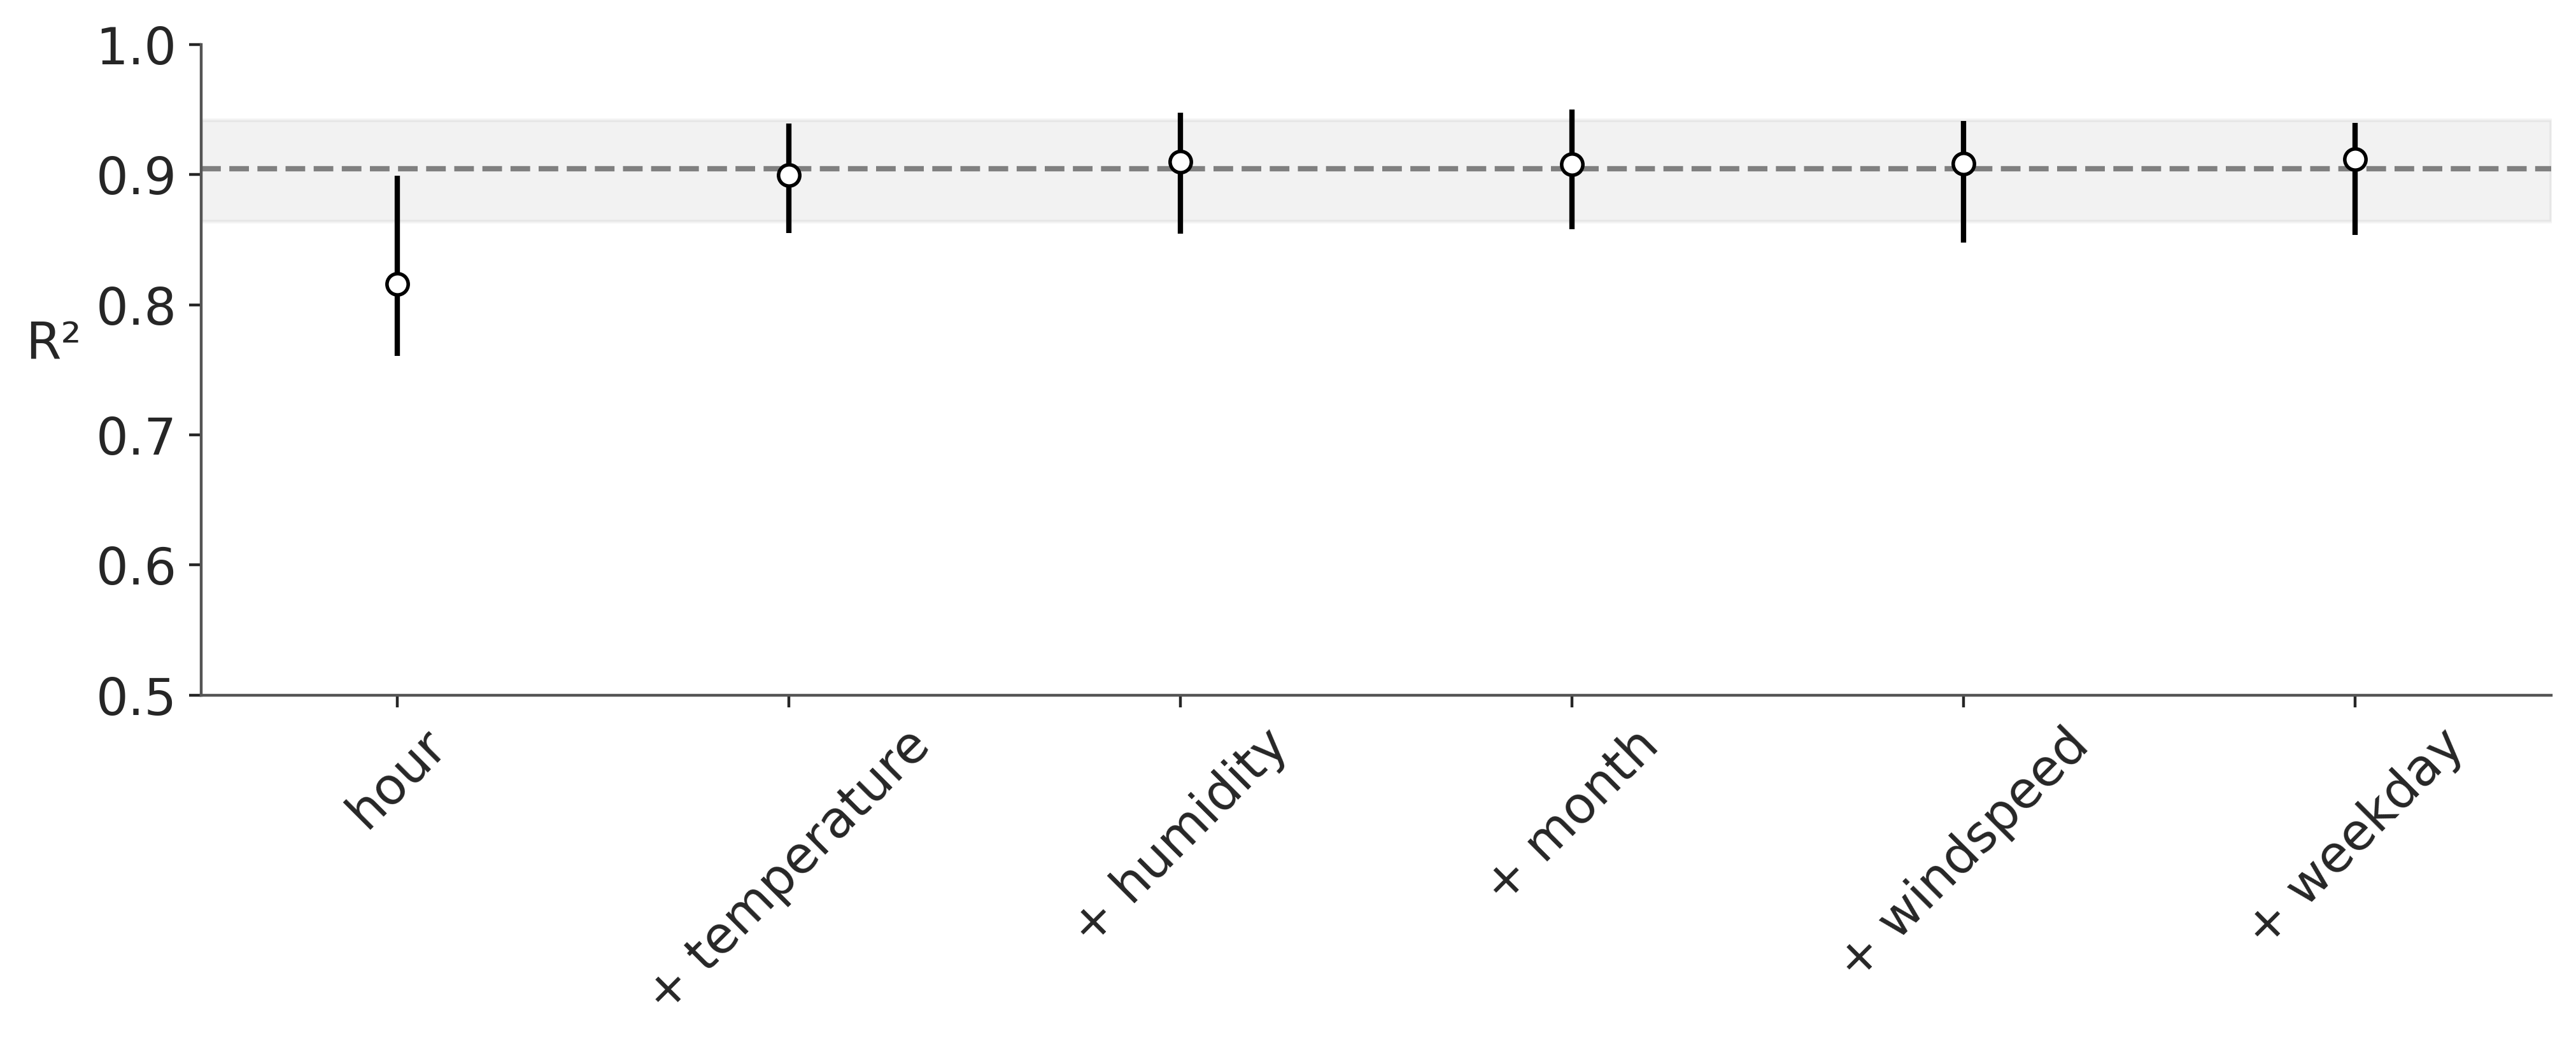 1.0
0.9
0.8
R²
0.7
0.6
0.5
hour
+ temperature
+ humidity
+ month
+ windspeed
+ weekday